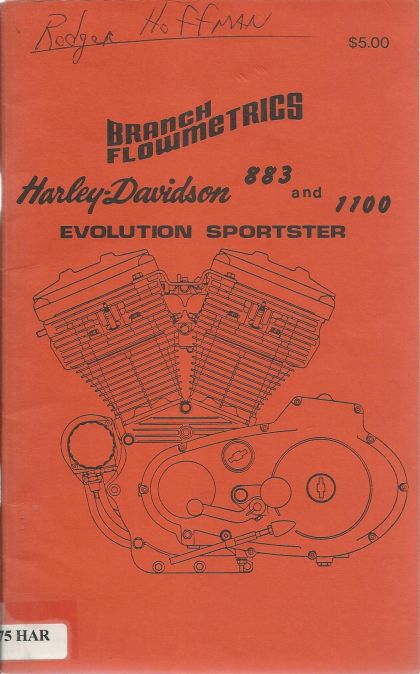 Rodger Hoffman
$5.00
BRANCH
FLOWMETRICS
Harley-Davidson 883 and 1100
EVOLUTION SPORTSTER
75 HAR